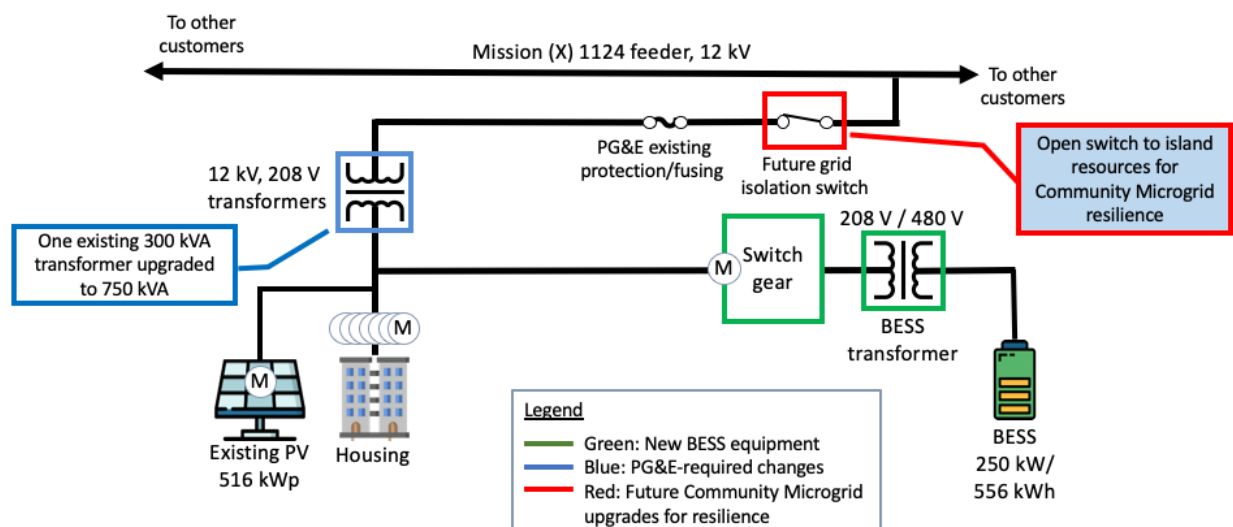 To other
customers
Mission (X) 1124 feeder, 12 kV
To other
customers
PG&E existing
protection/fusing
Future grid
isolation switch
Open switch to island
resources for
Community Microgrid
resilience
12 kV, 208 V
transformers
One existing 300 kVA
transformer upgraded
to 750 kVA
208 V / 480 V
M
Switch
gear
BESS
transformer
M
M
Existing PV
516 kWp
Housing
BESS
250 kW/
556 kWh
Legend
Green: New BESS equipment
Blue: PG&E-required changes
Red: Future Community Microgrid
upgrades for resilience